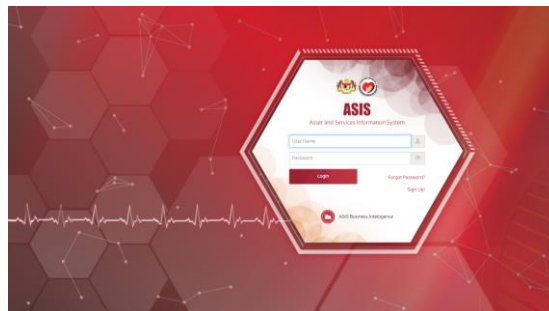 ASIS
Asset and Services Information System
User Name
Password
Login
Forgot Password?
Sign Up!
ASIS Business Intelligence